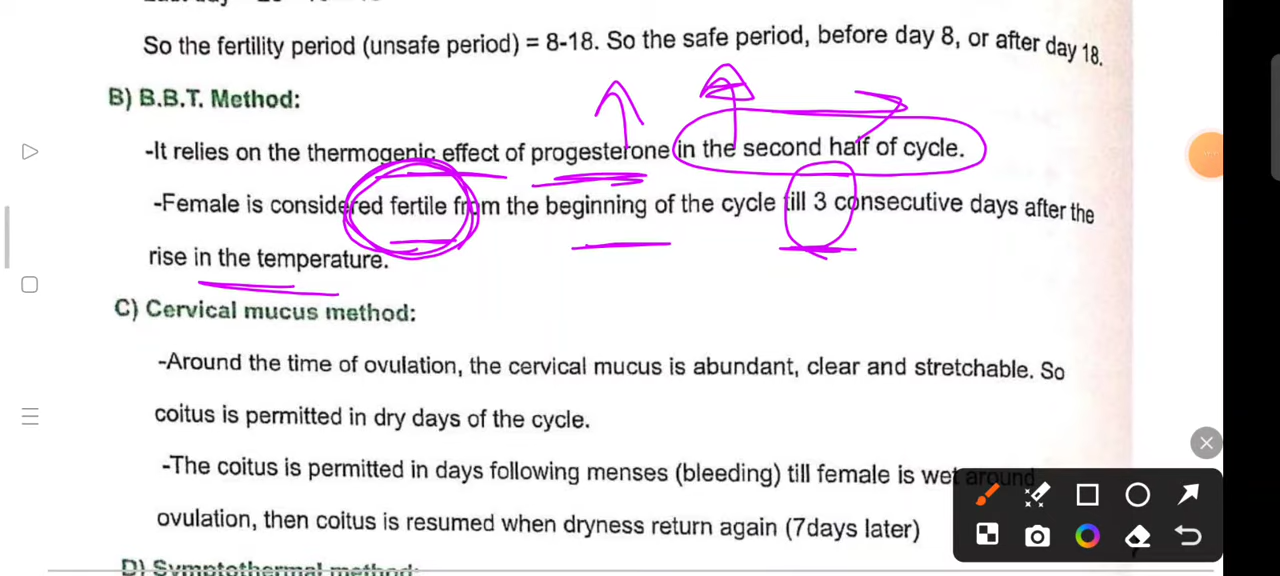 So the fertility period (unsafe period) = 8-18. So the safe period, before day 8, or after day 18.
B) B.B.T. Method:
-It relies on the thermogenic effect of progesterone in the second half of cycle.
-Female is considered fertile from the beginning of the cycle till 3 consecutive days after the
rise in the temperature.
C) Cervical mucus method:
-Around the time of ovulation, the cervical mucus is abundant, clear and stretchable. So
coitus is permitted in dry days of the cycle.
-The coitus is permitted in days following menses (bleeding) till female is wet around
ovulation, then coitus is resumed when dryness return again (7days later)
D) Symptothermal method: